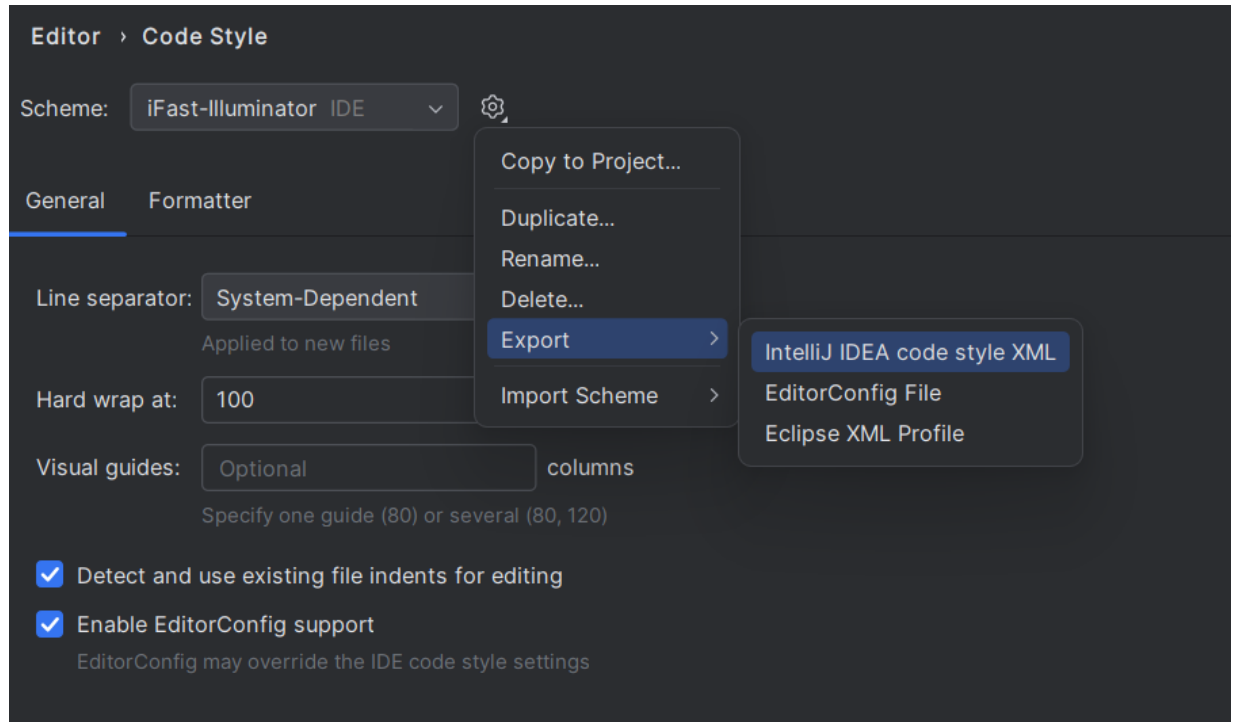 Editor › Code Style
Scheme: iFast-Illuminator IDE
Copy to Project...
General Formatter
Duplicate...
Rename...
Line separator: System-Dependent
Delete...
Applied to new files
Export
IntelliJ IDEA code style XML
Hard wrap at: 100
Import Scheme
EditorConfig File
Eclipse XML Profile
Visual guides: Optional columns
Specify one guide (80) or several (80, 120)
Detect and use existing file indents for editing
Enable EditorConfig support
EditorConfig may override the IDE code style settings